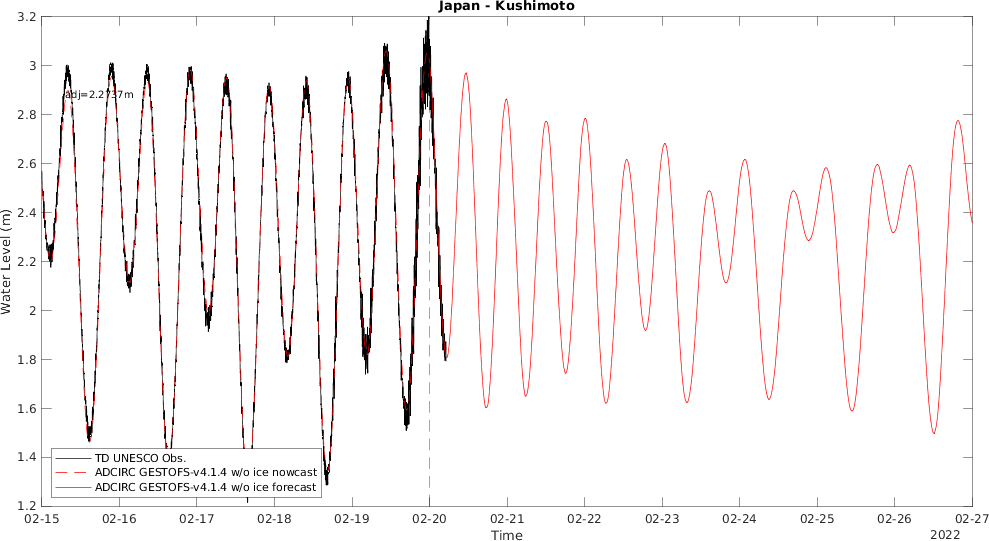 Japan - Kushimoto
3.2
3
2.8
2.6
2.4
2.2
2
1.8
1.6
1.4
1.2
Water Level (m)
adj=2.2737m
TD UNESCO Obs.
ADCIRC GESTOFS-v4.1.4 w/o ice nowcast
ADCIRC GESTOFS-v4.1.4 w/o ice forecast
02-15 02-16 02-17 02-18 02-19 02-20 02-21 02-22 02-23 02-24 02-25 02-26 02-27
Time
2022